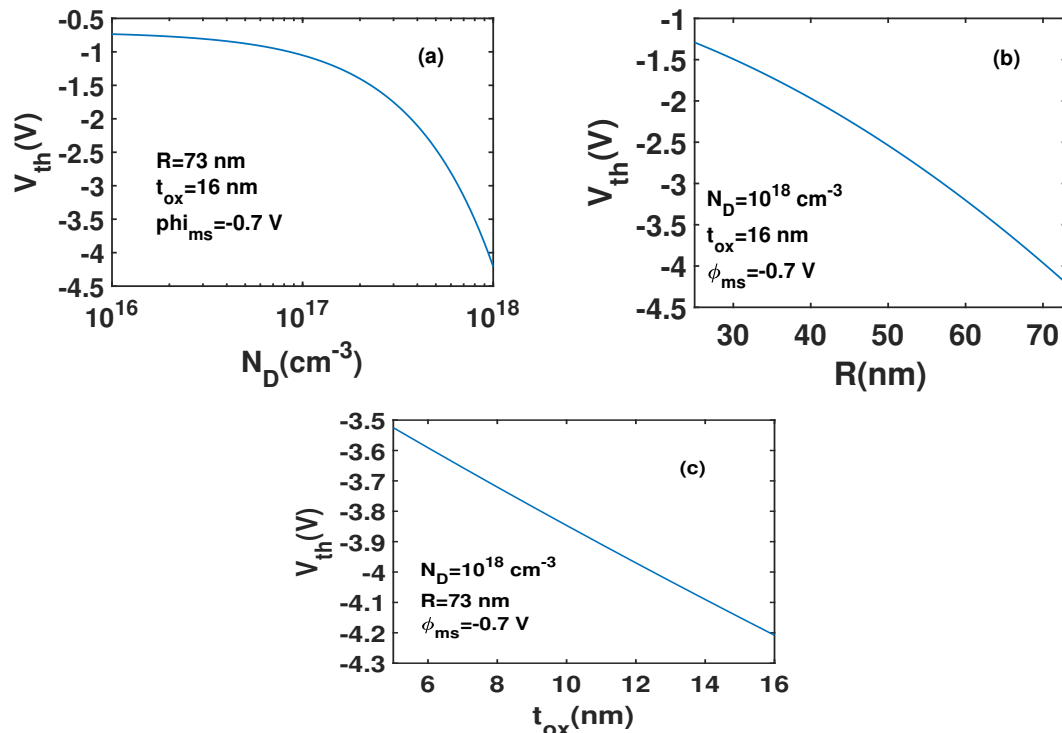 -0.5
-1
-1.5
-2
-2.5
-3
-3.5
-4
-4.5
V_th(V)
(a)
R=73 nm
t_ox=16 nm
phi_ms=-0.7 V
10^16
10^17
10^18
N_D(cm^-3)
-1
-1.5
-2
-2.5
-3
-3.5
-4
-4.5
V_th(V)
(b)
N_D=10^18 cm^-3
t_ox=16 nm
ϕ_ms=-0.7 V
30 40 50 60 70
R(nm)
-3.5
-3.6
-3.7
-3.8
-3.9
-4
-4.1
-4.2
-4.3
V_th(V)
(c)
N_D=10^18 cm^-3
R=73 nm
ϕ_ms=-0.7 V
6 8 10 12 14 16
t_ox(nm)